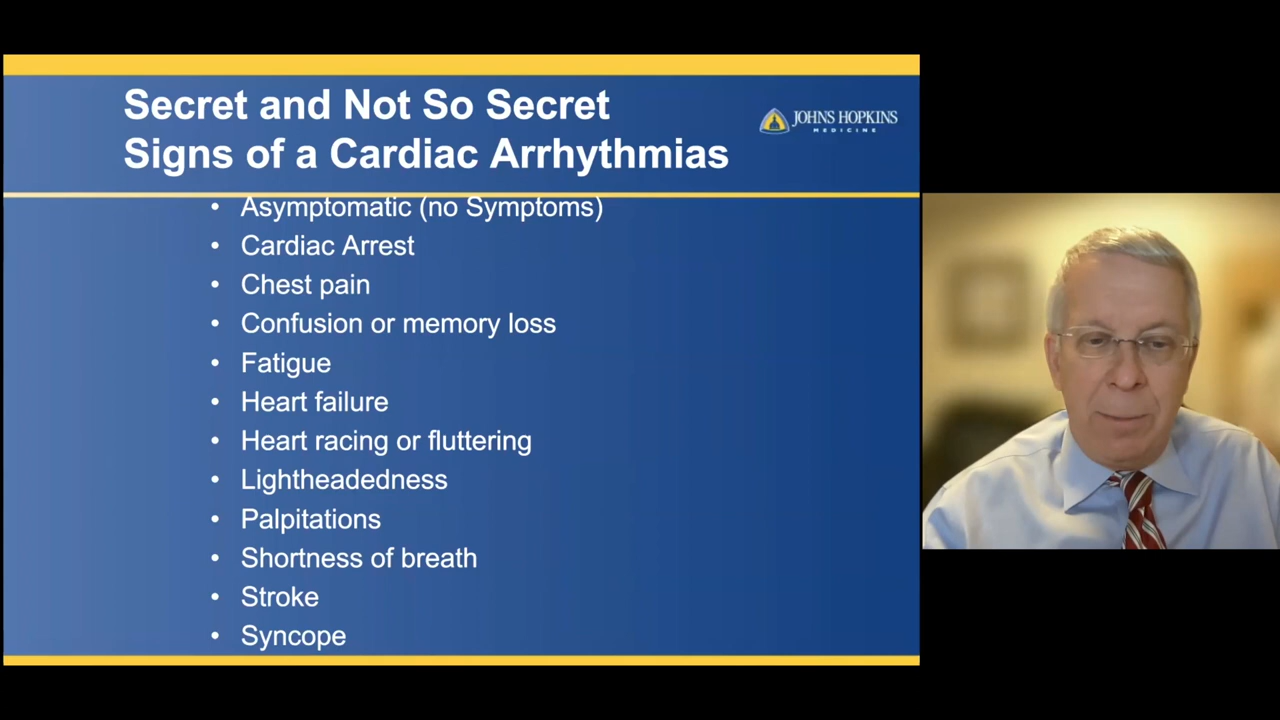 Secret and Not So Secret
Signs of a Cardiac Arrhythmias
JOHNS HOPKINS
MEDICINE
• Asymptomatic (no Symptoms)
• Cardiac Arrest
• Chest pain
• Confusion or memory loss
• Fatigue
• Heart failure
• Heart racing or fluttering
• Lightheadedness
• Palpitations
• Shortness of breath
• Stroke
• Syncope